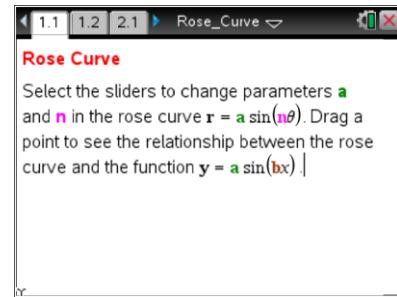 1.1 1.2 2.1 Rose_Curve
Rose Curve
Select the sliders to change parameters a
and n in the rose curve r = a sin(nθ). Drag a
point to see the relationship between the rose
curve and the function y = a sin(bx).